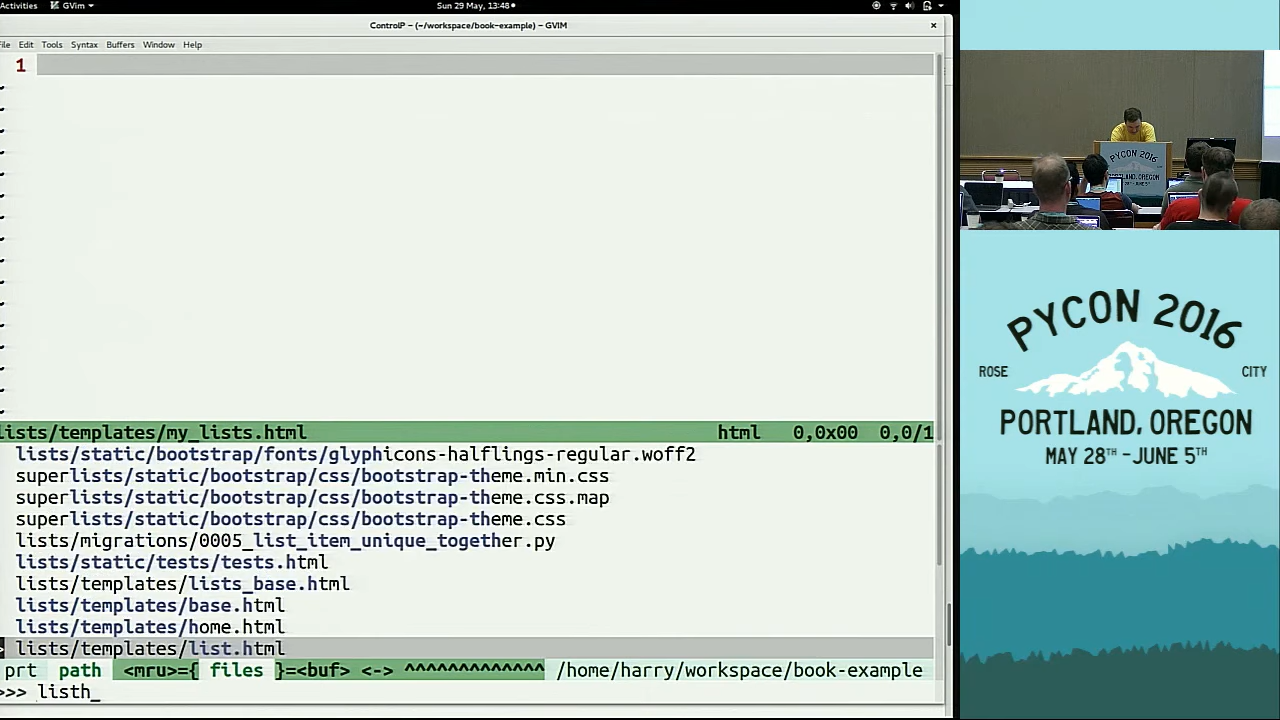 Activities GVim Sun 29 May, 13:48
ControlP – (~/workspace/book-example) – GVIM
File Edit Tools Syntax Buffers Window Help
1
lists/templates/my_lists.html html 0,0x00 0,0/1
lists/static/bootstrap/fonts/glyphicons-halflings-regular.woff2
superlists/static/bootstrap/css/bootstrap-theme.min.css
superlists/static/bootstrap/css/bootstrap-theme.css.map
superlists/static/bootstrap/css/bootstrap-theme.css
lists/migrations/0005_list_item_unique_together.py
lists/static/tests/tests.html
lists/templates/lists_base.html
lists/templates/base.html
lists/templates/home.html
> lists/templates/list.html
prt path <mru>={ files }=<buf> <-> ^^^^^^^^^^^^^ /home/harry/workspace/book-example
>>> listh_
PYCON 2016
PORTLAND, OREGON
PYCON 2016
ROSE CITY
PORTLAND, OREGON
MAY 28TH - JUNE 5TH